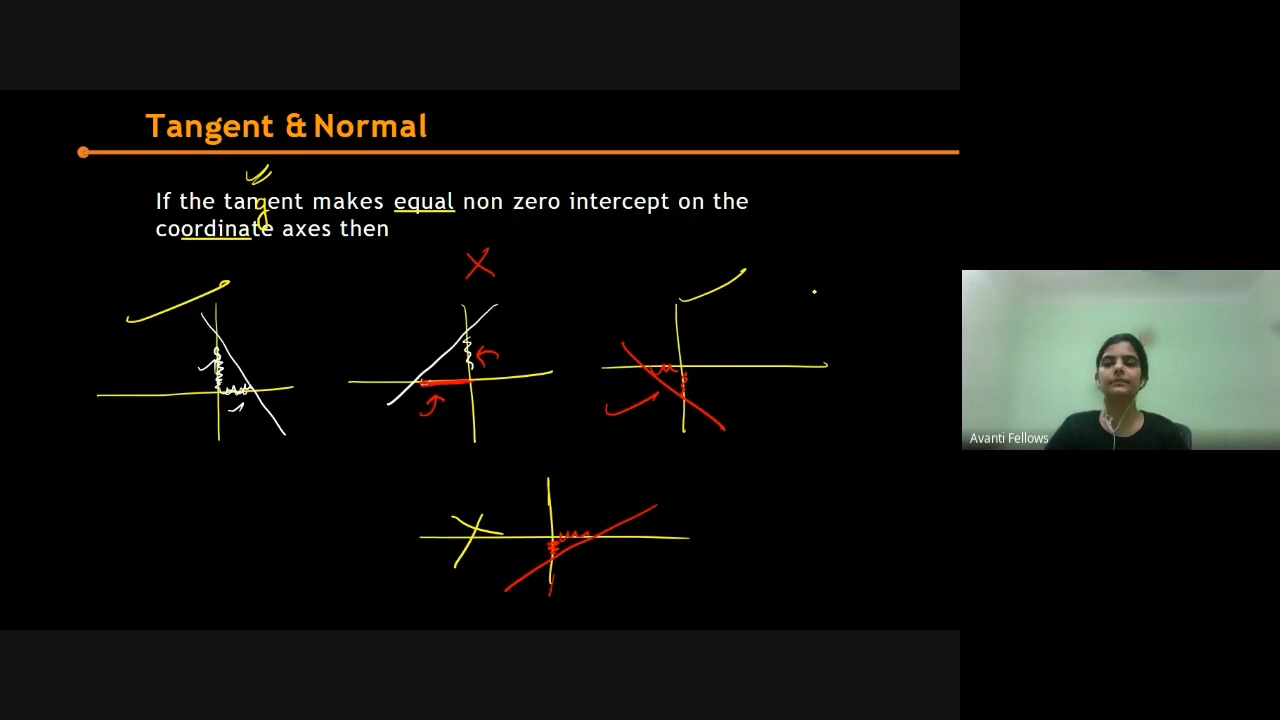 Tangent & Normal
If the tangent makes equal non zero intercept on the
coordinate axes then
g
Avanti Fellows